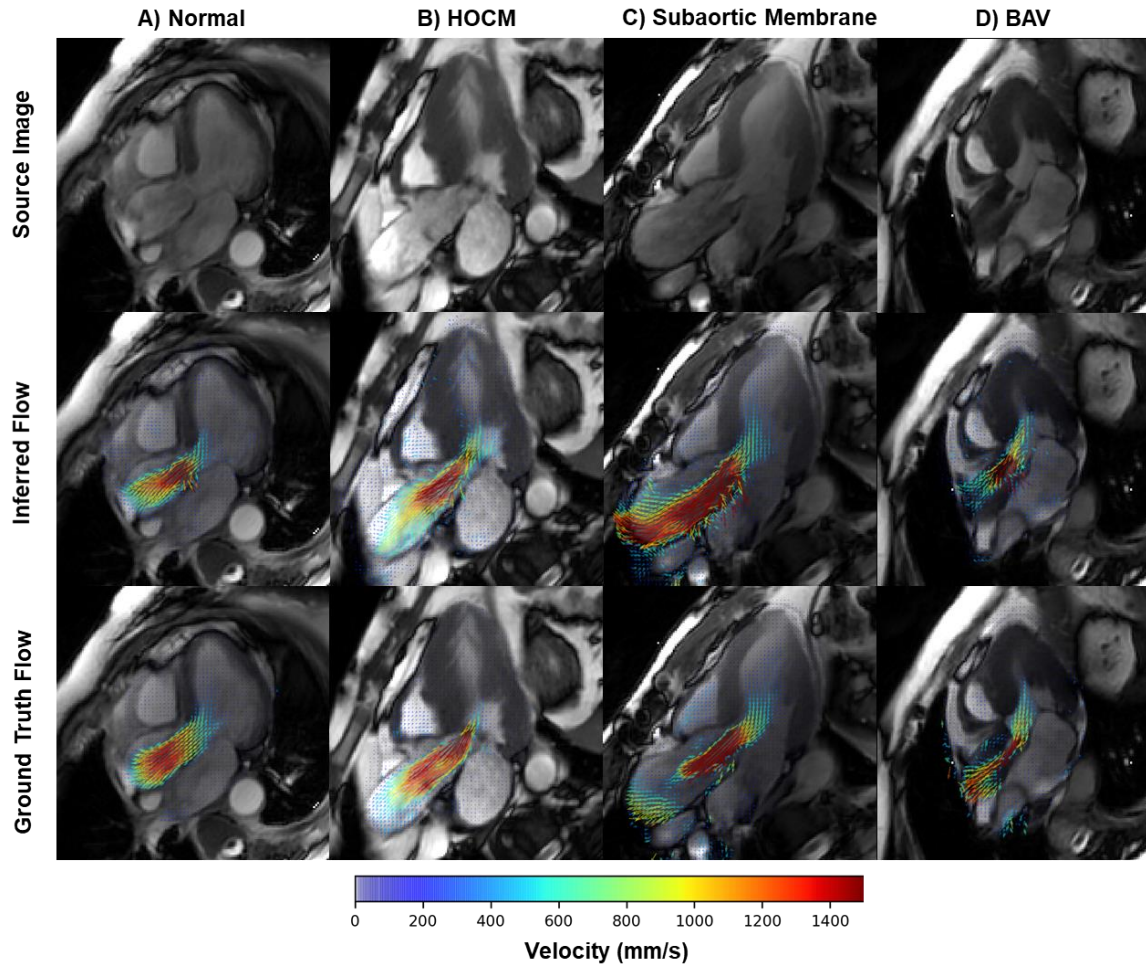 A) Normal
B) HOCM
C) Subaortic Membrane
D) BAV
Source Image
Inferred Flow
Ground Truth Flow
0 200 400 600 800 1000 1200 1400
Velocity (mm/s)